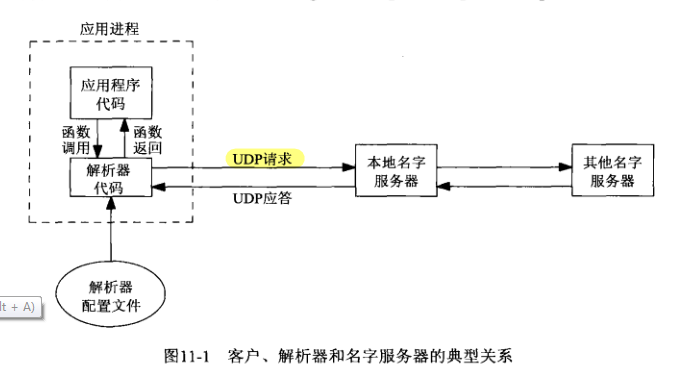 应用进程
应用程序
代码
函数
调用
函数
返回
解析器
代码
UDP请求
UDP应答
本地名字
服务器
其他名字
服务器
解析器
配置文件
lt + A)
图11-1 客户、解析器和名字服务器的典型关系